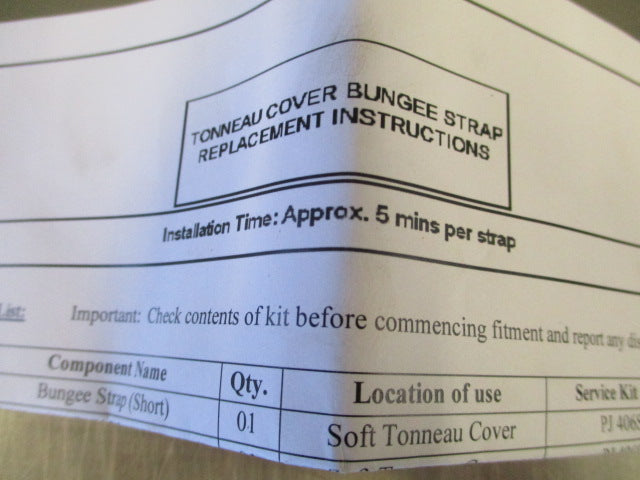 TONNEAU COVER BUNGEE STRAP
REPLACEMENT INSTRUCTIONS
Installation Time: Approx. 5 mins per strap
List: Important: Check contents of kit before commencing fitment and report any
Component Name Qty. Location of use Service Kit
Bungee Strap (Short) 01 Soft Tonneau Cover PJ